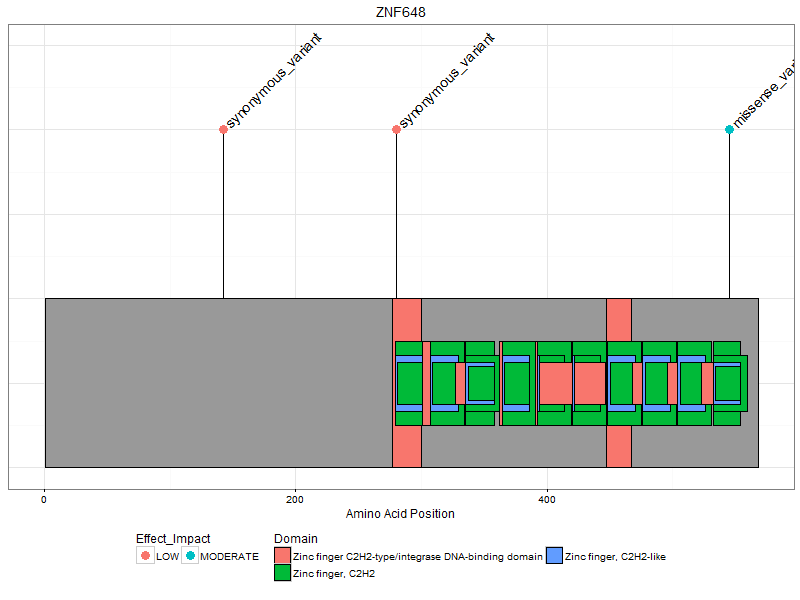 ZNF648
synonymous_variant
synonymous_variant
missense_vari
0
200
400
Amino Acid Position
Effect_Impact
LOW
MODERATE
Domain
Zinc finger C2H2-type/integrase DNA-binding domain
Zinc finger, C2H2-like
Zinc finger, C2H2